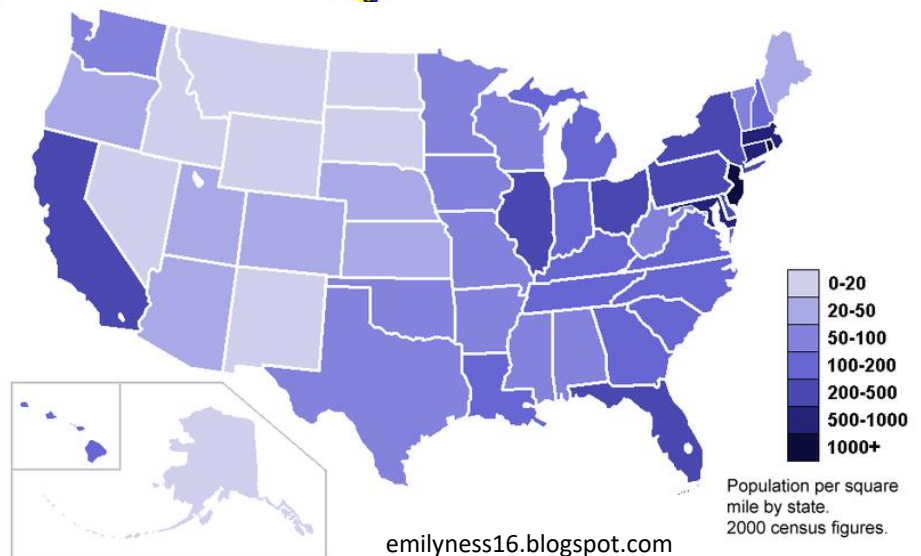 0-20
20-50
50-100
100-200
200-500
500-1000
1000+
Population per square
mile by state.
2000 census figures.
emilyness16.blogspot.com